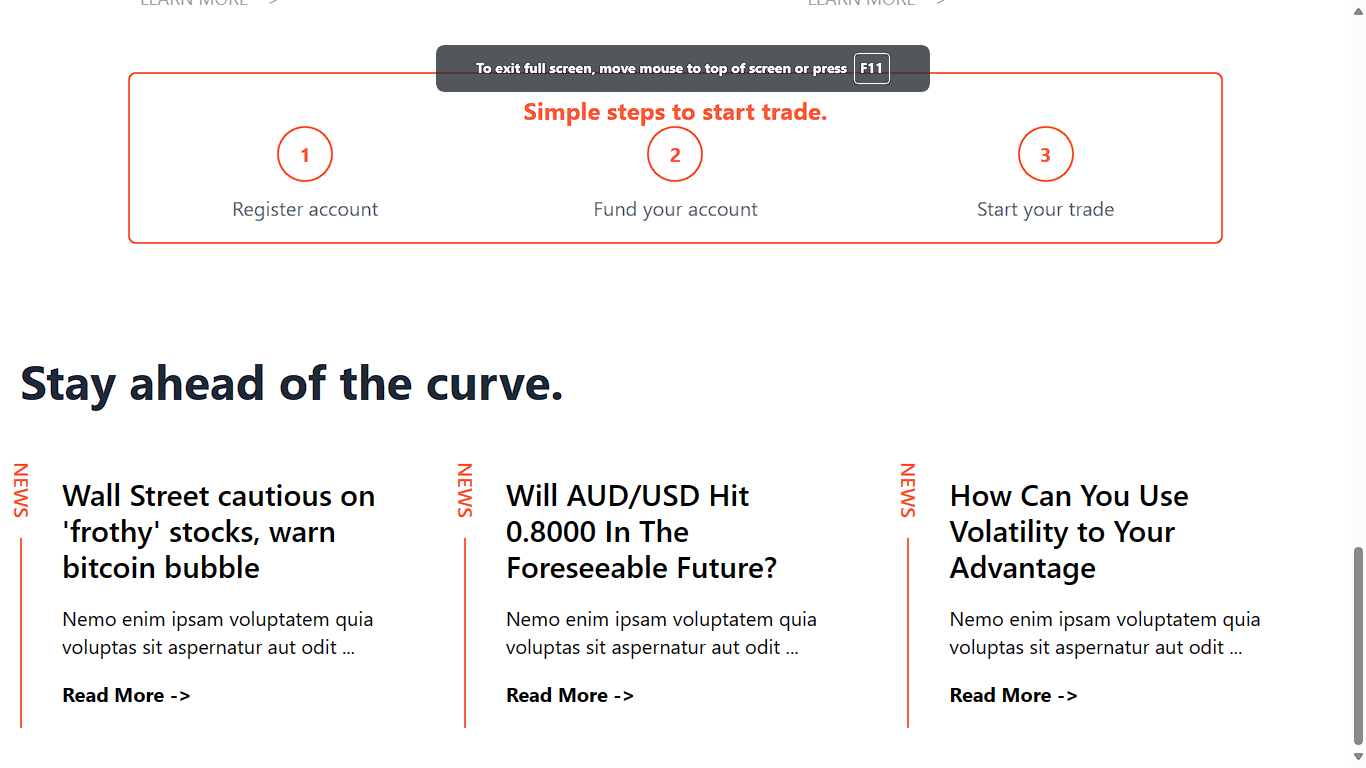 LEARN MORE -> LEARN MORE ->
To exit full screen, move mouse to top of screen or press F11
Simple steps to start trade.
1
Register account
2
Fund your account
3
Start your trade
Stay ahead of the curve.
NEWS
Wall Street cautious on
'frothy' stocks, warn
bitcoin bubble
Nemo enim ipsam voluptatem quia
voluptas sit aspernatur aut odit ...
Read More ->
NEWS
Will AUD/USD Hit
0.8000 In The
Foreseeable Future?
Nemo enim ipsam voluptatem quia
voluptas sit aspernatur aut odit ...
Read More ->
NEWS
How Can You Use
Volatility to Your
Advantage
Nemo enim ipsam voluptatem quia
voluptas sit aspernatur aut odit ...
Read More ->